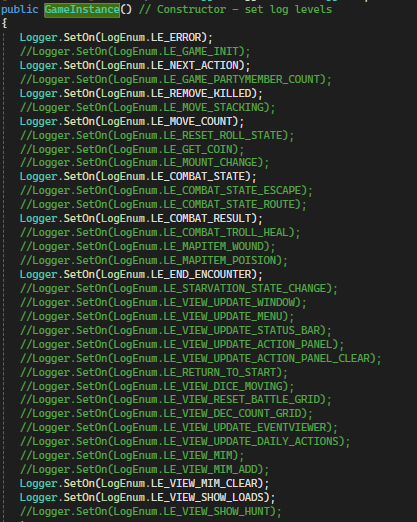 public GameInstance() // Constructor - set log levels
{
Logger.SetOn(LogEnum.LE_ERROR);
//Logger.SetOn(LogEnum.LE_GAME_INIT);
Logger.SetOn(LogEnum.LE_NEXT_ACTION);
//Logger.SetOn(LogEnum.LE_GAME_PARTYMEMBER_COUNT);
Logger.SetOn(LogEnum.LE_REMOVE_KILLED);
//Logger.SetOn(LogEnum.LE_MOVE_STACKING);
Logger.SetOn(LogEnum.LE_MOVE_COUNT);
//Logger.SetOn(LogEnum.LE_RESET_ROLL_STATE);
//Logger.SetOn(LogEnum.LE_GET_COIN);
//Logger.SetOn(LogEnum.LE_MOUNT_CHANGE);
Logger.SetOn(LogEnum.LE_COMBAT_STATE);
//Logger.SetOn(LogEnum.LE_COMBAT_STATE_ESCAPE);
//Logger.SetOn(LogEnum.LE_COMBAT_STATE_ROUTE);
Logger.SetOn(LogEnum.LE_COMBAT_RESULT);
//Logger.SetOn(LogEnum.LE_COMBAT_TROLL_HEAL);
//Logger.SetOn(LogEnum.LE_MAPITEM_WOUND);
//Logger.SetOn(LogEnum.LE_MAPITEM_POISION);
Logger.SetOn(LogEnum.LE_END_ENCOUNTER);
//Logger.SetOn(LogEnum.LE_STARVATION_STATE_CHANGE);
//Logger.SetOn(LogEnum.LE_VIEW_UPDATE_WINDOW);
//Logger.SetOn(LogEnum.LE_VIEW_UPDATE_MENU);
//Logger.SetOn(LogEnum.LE_VIEW_UPDATE_STATUS_BAR);
//Logger.SetOn(LogEnum.LE_VIEW_UPDATE_ACTION_PANEL);
//Logger.SetOn(LogEnum.LE_VIEW_UPDATE_ACTION_PANEL_CLEAR);
//Logger.SetOn(LogEnum.LE_RETURN_TO_START);
//Logger.SetOn(LogEnum.LE_VIEW_DICE_MOVING);
//Logger.SetOn(LogEnum.LE_VIEW_RESET_BATTLE_GRID);
//Logger.SetOn(LogEnum.LE_VIEW_DEC_COUNT_GRID);
//Logger.SetOn(LogEnum.LE_VIEW_UPDATE_EVENTVIEWER);
//Logger.SetOn(LogEnum.LE_VIEW_UPDATE_DAILY_ACTIONS);
//Logger.SetOn(LogEnum.LE_VIEW_MIM);
//Logger.SetOn(LogEnum.LE_VIEW_MIM_ADD);
Logger.SetOn(LogEnum.LE_VIEW_MIM_CLEAR);
Logger.SetOn(LogEnum.LE_VIEW_SHOW_LOADS);
//Logger.SetOn(LogEnum.LE_VIEW_SHOW_HUNT);